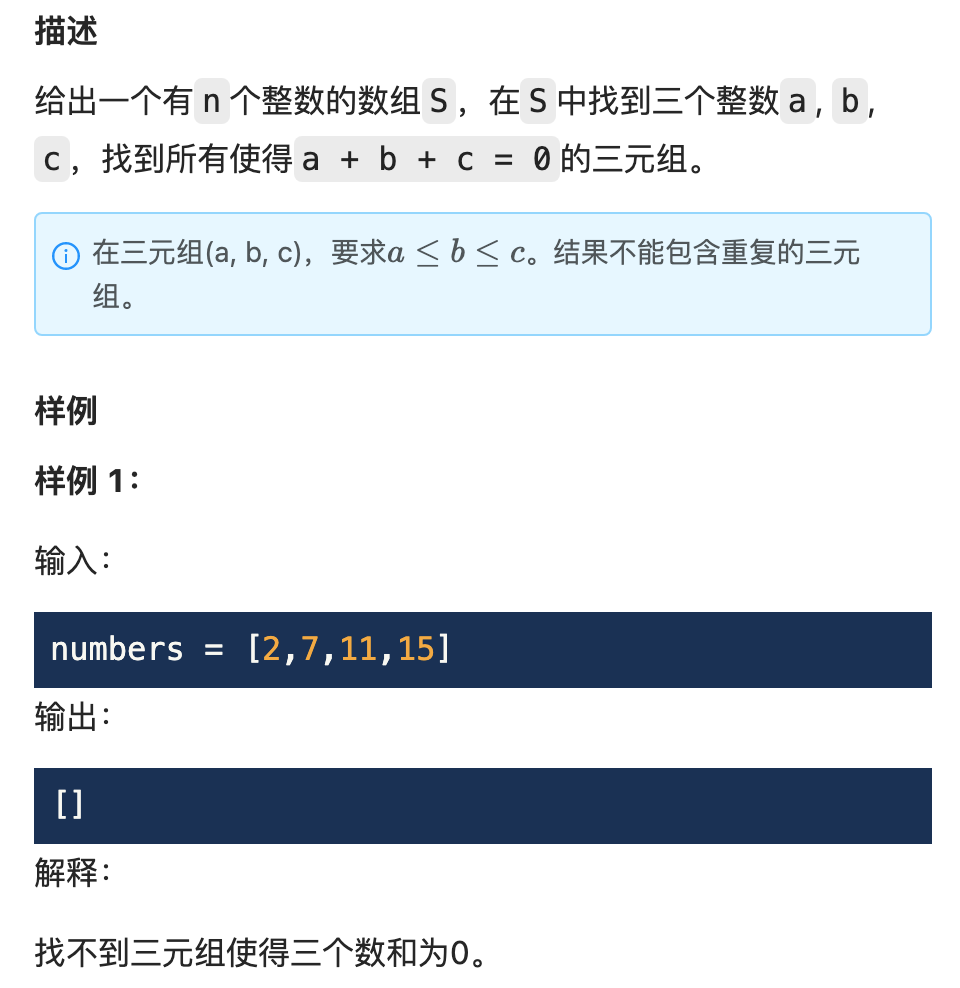 描述
给出一个有n个整数的数组S，在S中找到三个整数a, b,
c，找到所有使得a + b + c = 0的三元组。
在三元组(a, b, c)，要求a ≤ b ≤ c。结果不能包含重复的三元
组。
样例
样例 1：
输入：
numbers = [2,7,11,15]
输出：
[]
解释：
找不到三元组使得三个数和为0。